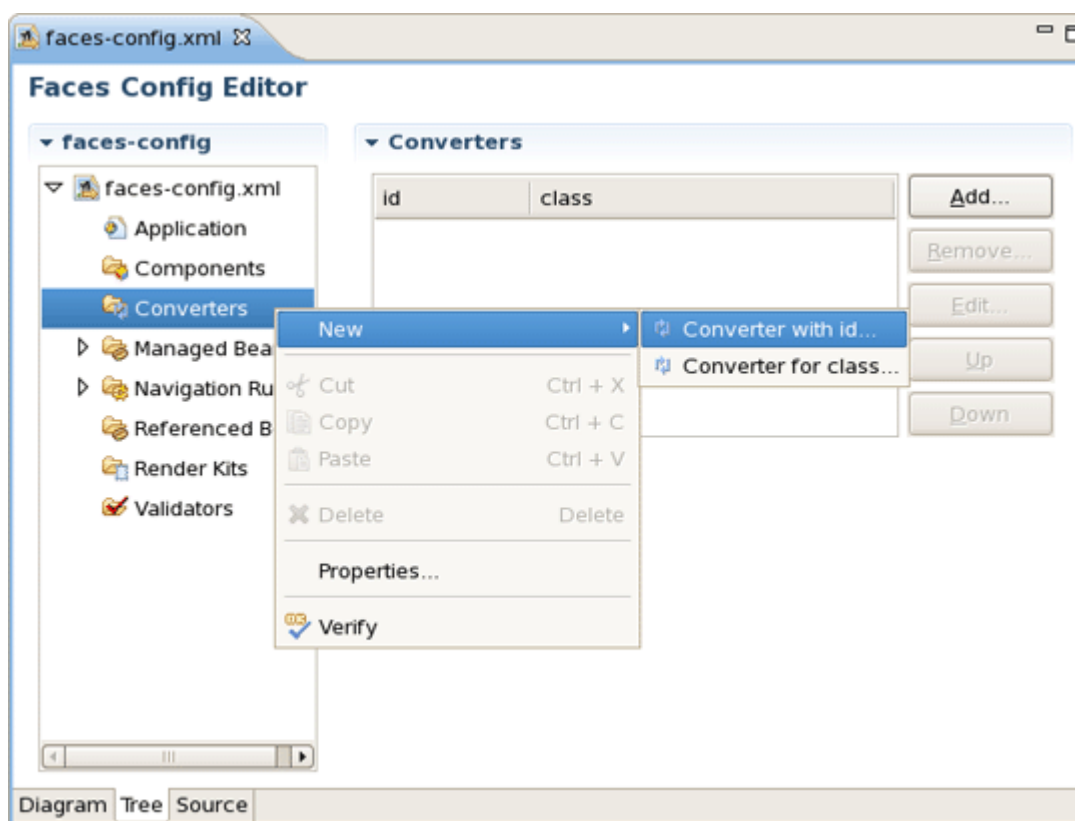 faces-config.xml
Faces Config Editor
faces-config
Converters
faces-config.xml
id class
Add...
Application
Components
Remove...
Converters
Edit...
New
Converter with id...
Managed Bea
Converter for class...
Up
Navigation Ru
Cut Ctrl + X
Referenced B
Copy Ctrl + C
Down
Render Kits
Paste Ctrl + V
Validators
Delete Delete
Properties...
Verify
Diagram Tree Source